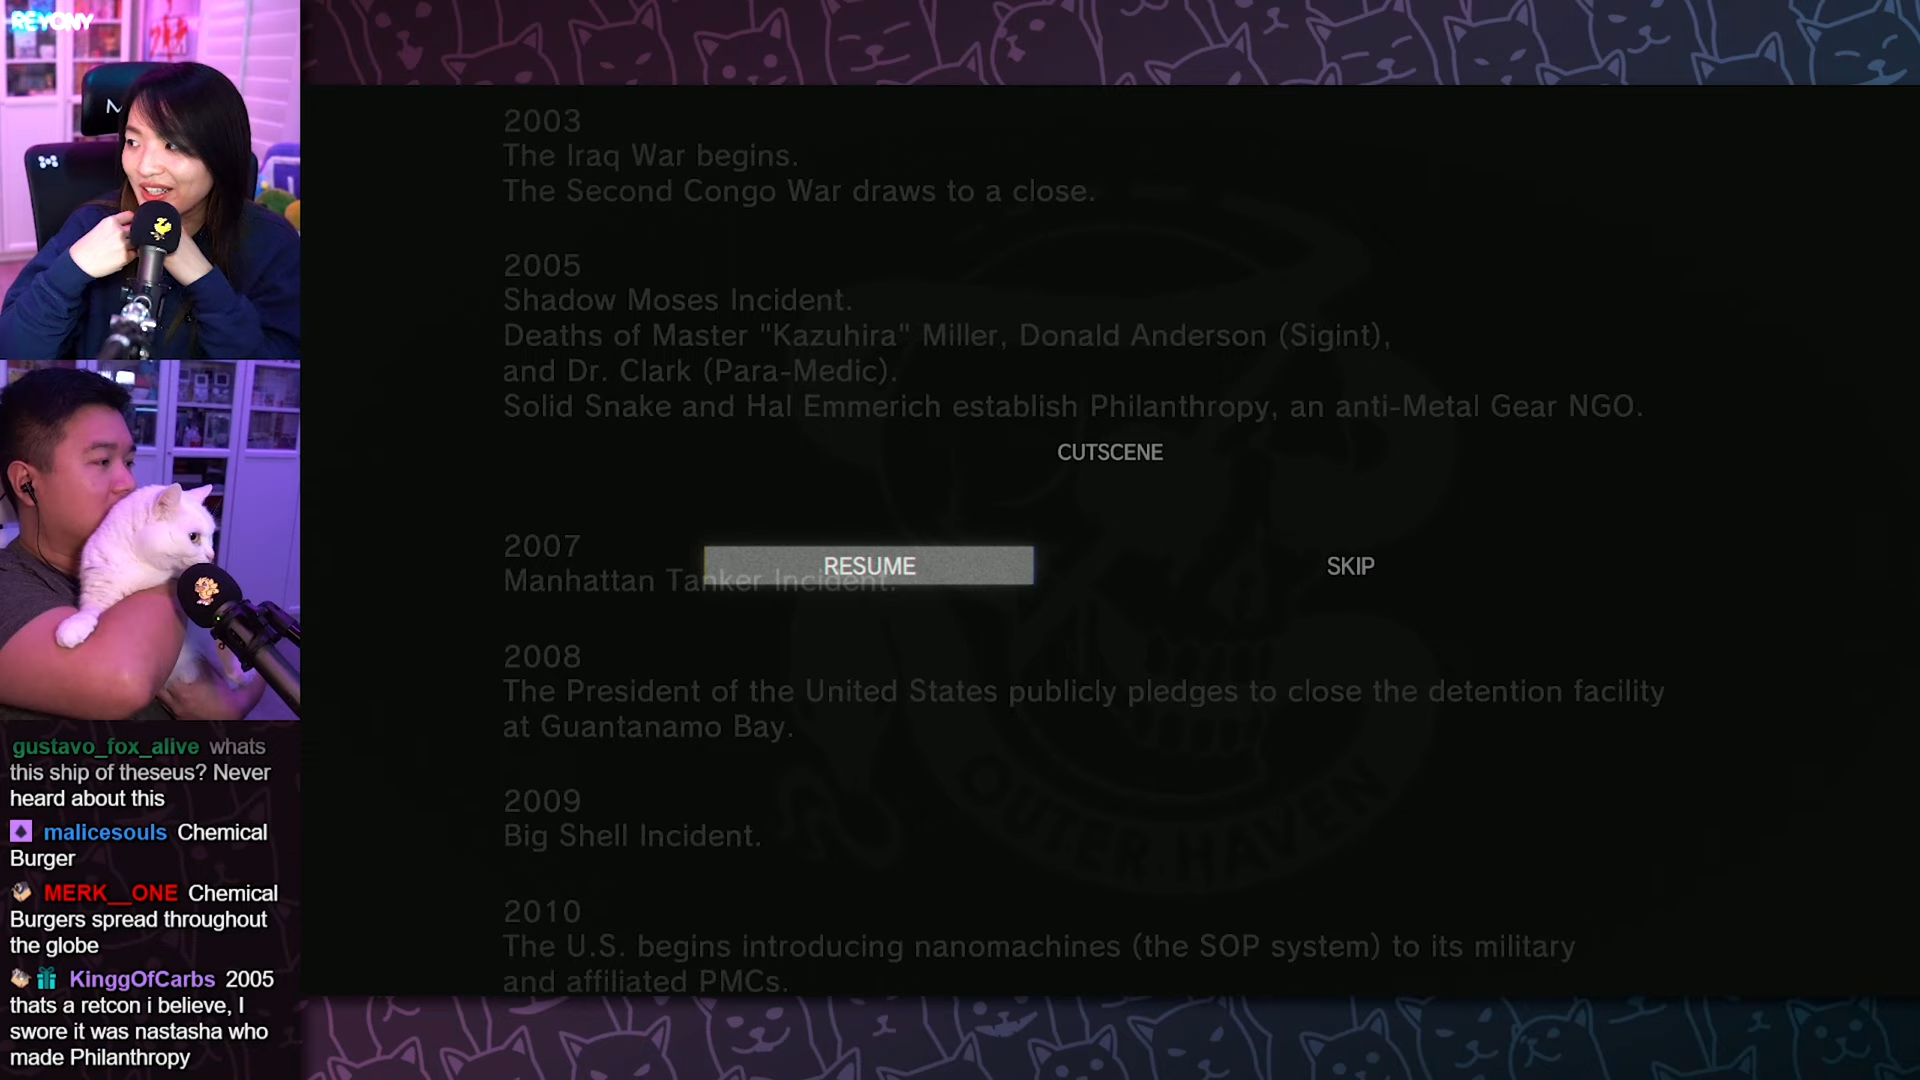 REYONY
2003
The Iraq War begins.
The Second Congo War draws to a close.
2005
Shadow Moses Incident.
Deaths of Master "Kazuhira" Miller, Donald Anderson (Sigint),
and Dr. Clark (Para-Medic).
Solid Snake and Hal Emmerich establish Philanthropy, an anti-Metal Gear NGO.
CUTSCENE
2007
RESUME
SKIP
Manhattan Tanker Incident.
2008
The President of the United States publicly pledges to close the detention facility
at Guantanamo Bay.
2009
Big Shell Incident.
OUTER HAVEN
2010
The U.S. begins introducing nanomachines (the SOP system) to its military
and affiliated PMCs.
gustavo_fox_alive whats
this ship of theseus? Never
heard about this
malicesouls Chemical
Burger
MERK__ONE Chemical
Burgers spread throughout
the globe
KinggOfCarbs 2005
thats a retcon i believe, I
swore it was nastasha who
made Philanthropy